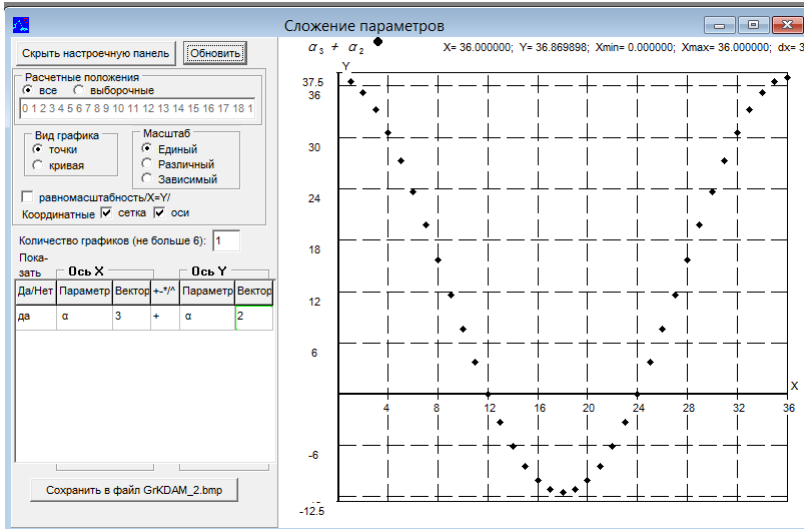 Сложение параметров
Скрыть настроечную панель
Обновить
Расчетные положения
все
выборочные
0 1 2 3 4 5 6 7 8 9 10 11 12 13 14 15 16 17 18 1
Вид графика
точки
кривая
Масштаб
Единый
Различный
Зависимый
равномасштабность/X=Y/
Координатные
сетка
оси
Количество графиков (не больше 6):
1
Пока-
зать
Ось X
Ось Y
Да/Нет Параметр Вектор +-*/^ Параметр Вектор
да α 3 + α 2
Сохранить в файл GrKDAM_2.bmp
α₃ + α₂
X= 36.000000; Y= 36.869898; Xmin= 0.000000; Xmax= 36.000000; dx= 3
Y
37.5
36
30
24
18
12
6
X
4 8 12 16 20 24 28 32 36
-6
-12.5